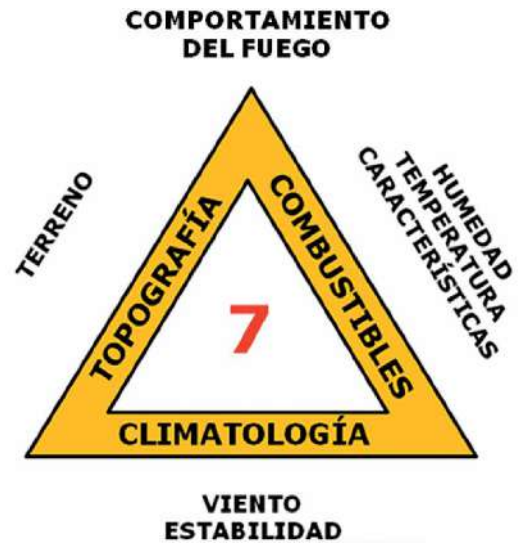 COMPORTAMIENTO
DEL FUEGO
TERRENO
TOPOGRAFÍA
COMBUSTIBLES
HUMEDAD
TEMPERATURA
CARACTERÍSTICAS
7
CLIMATOLOGÍA
VIENTO
ESTABILIDAD